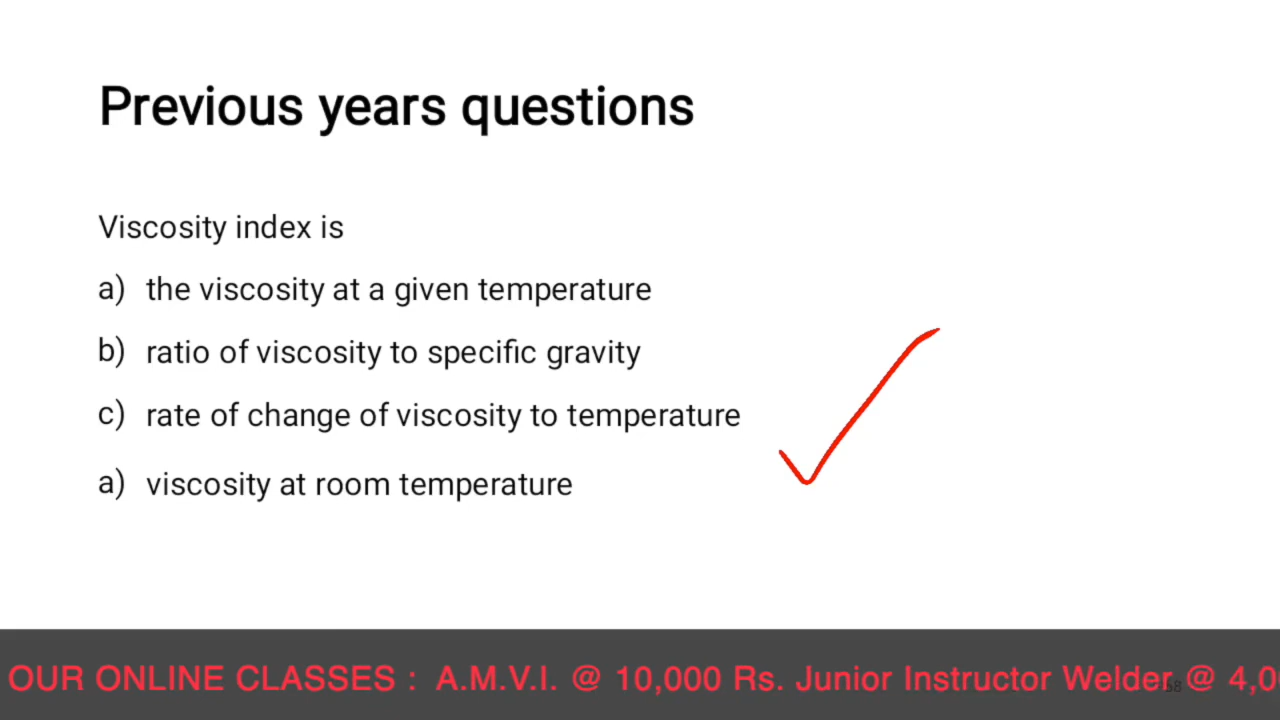 Previous years questions
Viscosity index is
a) the viscosity at a given temperature
b) ratio of viscosity to specific gravity
c) rate of change of viscosity to temperature
a) viscosity at room temperature
OUR ONLINE CLASSES : A.M.V.I. @ 10,000 Rs. Junior Instructor Welder @ 4,0